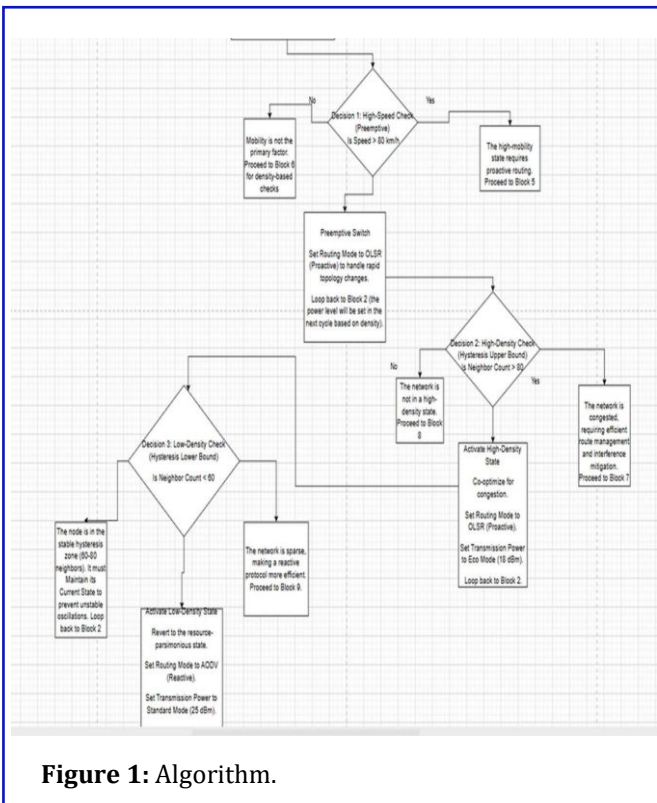 No
Yes
Decision 1: High-Speed Check
(Preemptive)
Is Speed > 80 km/h
Mobility is not the
primary factor.
Proceed to Block 6
for density-based
checks
The high-mobility
state requires
proactive routing.
Proceed to Block 5
Preemptive Switch
Set Routing Mode to OLSR
(Proactive) to handle rapid
topology changes.
Loop back to Block 2 (the
power level will be set in the
next cycle based on density).
Decision 2: High-Density Check
(Hysteresis Upper Bound)
Is Neighbor Count > 80
No
Yes
The network is
not in a high-
density state.
Proceed to Block
8
The network is
congested,
requiring efficient
route management
and interference
mitigation.
Proceed to Block 7
Activate High-Density
State
Co-optimize for
congestion.
Set Routing Mode to
OLSR (Proactive).
Set Transmission Power
to Eco Mode (18 dBm).
Loop back to Block 2.
Decision 3: Low-Density Check
(Hysteresis Lower Bound)
Is Neighbor Count < 60
The node is in the
stable hysteresis
zone (60-80
neighbors). It must
Maintain its
Current State to
prevent unstable
oscillations. Loop
back to Block 2
The network is sparse,
making a reactive
protocol more efficient.
Proceed to Block 9.
Activate Low-Density State
Revert to the resource-
parsimonious state.
Set Routing Mode to AODV
(Reactive).
Set Transmission Power to
Standard Mode (25 dBm).
Figure 1: Algorithm.